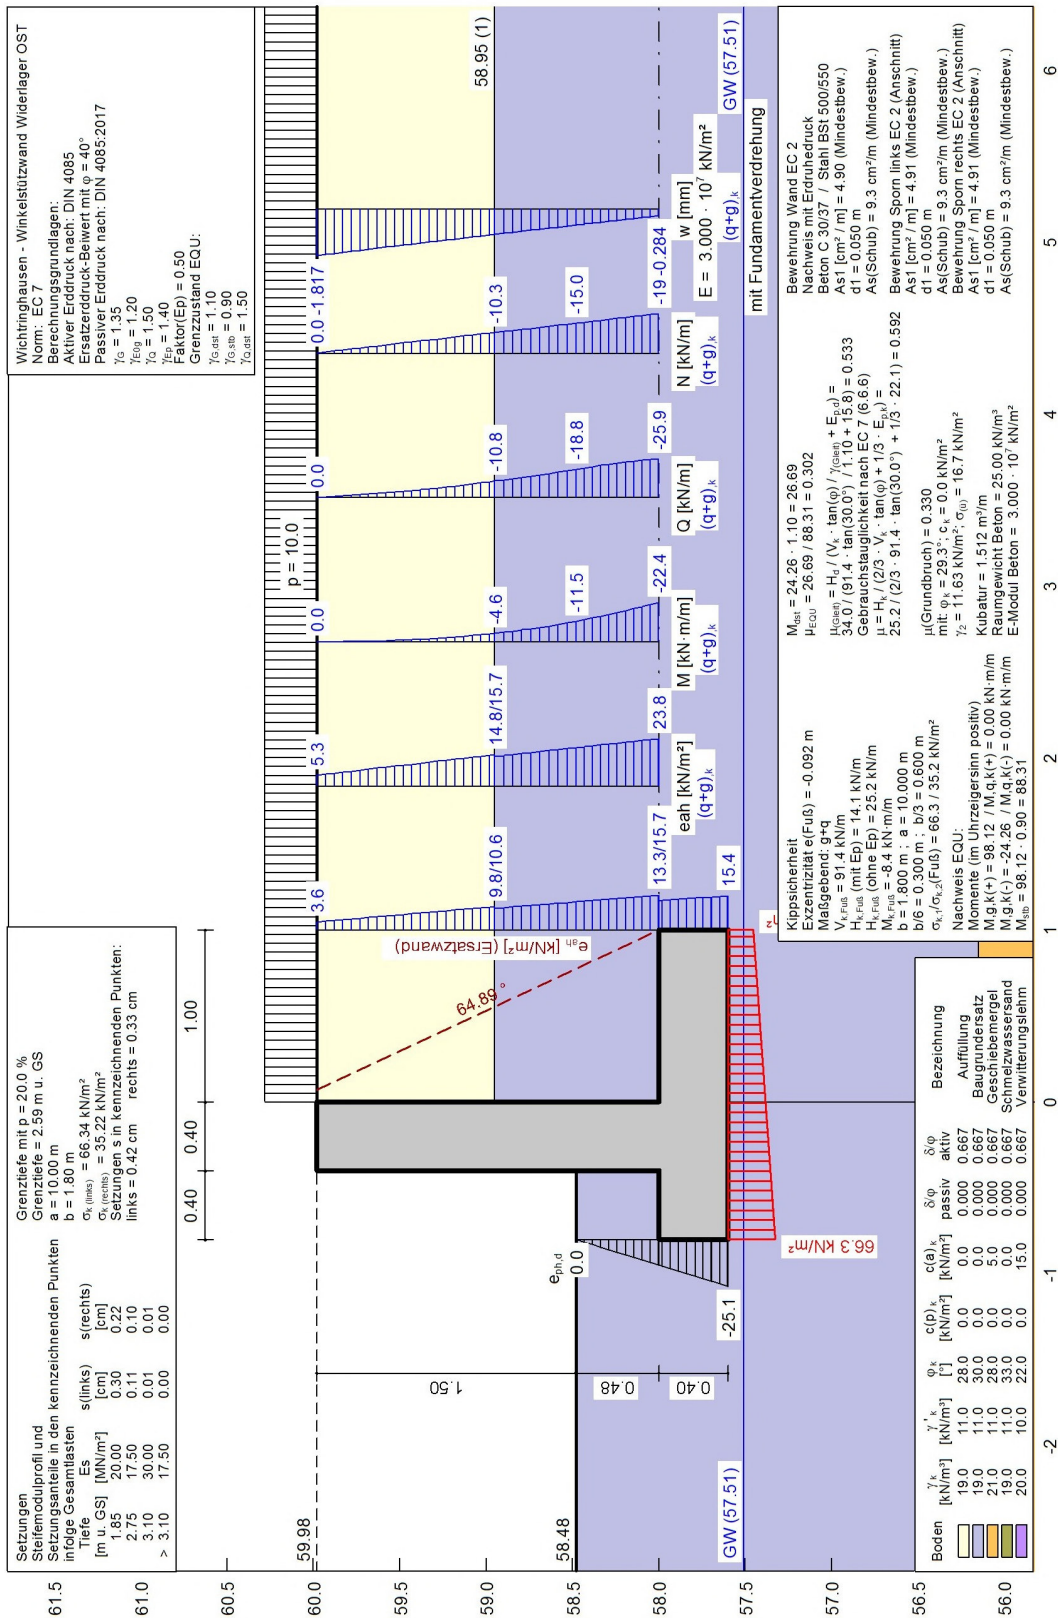 Setzungen
Steifemodulprofil und
Setzungsanteile in den kennzeichnenden Punkten
infolge Gesamtlasten
Tiefe Es s(links) s(rechts)
[m u. GS] [MN/m²] [cm] [cm]
1.85 20.00 0.30 0.22
2.75 17.50 0.11 0.10
3.10 30.00 0.01 0.01
> 3.10 17.50 0.00 0.00
Grenztiefe mit p = 20.0 %
Grenztiefe = 2.59 m u. GS
a = 10.00 m
b = 1.80 m
σk (links) = 66.34 kN/m²
σk (rechts) = 35.22 kN/m²
Setzungen s in kennzeichnenden Punkten:
links = 0.42 cm rechts = 0.33 cm
Wichtringhausen - Winkelstützwand Widerlager OST
Norm: EC 7
Berechnungsgrundlagen:
Aktiver Erddruck nach: DIN 4085
Ersatzerddruck-Beiwert mit φ = 40°
Passiver Erddruck nach: DIN 4085:2017
γG = 1.35
γE0g = 1.20
γQ = 1.50
γEp = 1.40
Faktor(Ep) = 0.50
Grenzzustand EQU:
γG,dst = 1.10
γG,stb = 0.90
γQ,dst = 1.50
61.5
61.0
60.5
60.0
59.5
59.0
58.5
58.0
57.5
57.0
56.5
56.0
0.40 0.40 1.00
59.98
58.48
1.50
0.48
0.40
p = 10.0
58.95 (1)
64.89 °
eah [kN/m²] (Ersatzwand)
3.6
9.8/10.6
13.3/15.7
15.4
5.3
14.8/15.7
23.8
eah [kN/m²]
(q+g),k
0.0
-4.6
-11.5
-22.4
M [kN·m/m]
(q+g),k
0.0
-10.8
-18.8
-25.9
Q [kN/m]
(q+g),k
0.0
-10.3
-15.0
-19
N [kN/m]
(q+g),k
-1.817
-0.284
w [mm]
E = 3.000 · 10⁷ kN/m²
(q+g),k
mit Fundamentverdrehung
eph,d
0.0
-25.1
GW (57.51)
GW (57.51)
66.3 kN/m²
Boden γk γ'k φk c(p)k c(a)k δ/φ δ/φ Bezeichnung
[kN/m³] [kN/m³] [°] [kN/m²] [kN/m²] passiv aktiv
19.0 11.0 28.0 0.0 0.0 0.000 0.667 Auffüllung
19.0 11.0 30.0 0.0 0.0 0.000 0.667 Baugrundersatz
21.0 11.0 28.0 0.0 5.0 0.000 0.667 Geschiebemergel
19.0 11.0 33.0 0.0 0.0 0.000 0.667 Schmelzwassersand
20.0 10.0 22.0 0.0 15.0 0.000 0.667 Verwitterungslehm
Kippsicherheit
Exzentrizität e(Fuß) = -0.092 m
Maßgebend: g+q
Vk,Fuß = 91.4 kN/m
Hk,Fuß (mit Ep) = 14.1 kN/m
Hk,Fuß (ohne Ep) = 25.2 kN/m
Mk,Fuß = -8.4 kN·m/m
b = 1.800 m ; a = 10.000 m
b/6 = 0.300 m ; b/3 = 0.600 m
σk,1/σk,2(Fuß) = 66.3 / 35.2 kN/m²
Nachweis EQU:
Momente (im Uhrzeigersinn positiv)
M,g,k(+) = 98.12 / M,q,k(+) = 0.00 kN·m/m
M,g,k(-) = -24.26 / M,q,k(-) = 0.00 kN·m/m
Mstb = 98.12 · 0.90 = 88.31
Mdst = 24.26 · 1.10 = 26.69
μEQU = 26.69 / 88.31 = 0.302
μ(Gleit) = Hd / (Vk · tan(φ) / γ(Gleit) + Ep,d) =
34.0 / (91.4 · tan(30.0°) / 1.10 + 15.8) = 0.533
Gebrauchstauglichkeit nach EC 7 (6.6.6)
μ = Hk / (2/3 · Vk · tan(φ) + 1/3 · Ep,k) =
25.2 / (2/3 · 91.4 · tan(30.0°) + 1/3 · 22.1) = 0.592
μ(Grundbruch) = 0.330
mit: φk = 29.3°; ck = 0.0 kN/m²
γ2 = 11.63 kN/m³; σ(ü) = 16.7 kN/m²
Kubatur = 1.512 m³/m
Raumgewicht Beton = 25.00 kN/m³
E-Modul Beton = 3.000 · 10⁷ kN/m²
Bewehrung Wand EC 2
Nachweis mit Erdruhedruck
Beton C 30/37 / Stahl BSt 500/550
As1 [cm² / m] = 4.90 (Mindestbew.)
d1 = 0.050 m
As(Schub) = 9.3 cm²/m (Mindestbew.)
Bewehrung Sporn links EC 2 (Anschnitt)
As1 [cm² / m] = 4.91 (Mindestbew.)
d1 = 0.050 m
As(Schub) = 9.3 cm²/m (Mindestbew.)
Bewehrung Sporn rechts EC 2 (Anschnitt)
As1 [cm² / m] = 4.91 (Mindestbew.)
d1 = 0.050 m
As(Schub) = 9.3 cm²/m (Mindestbew.)
-2 -1 0 1 2 3 4 5 6